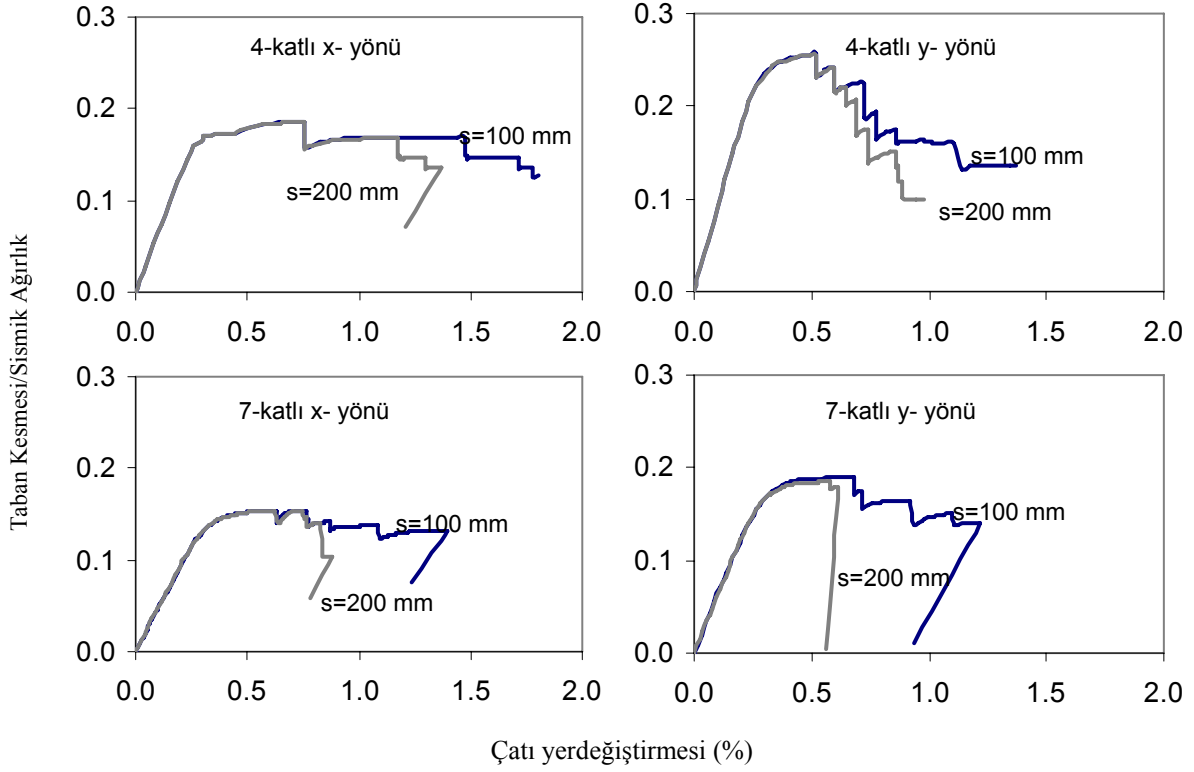 0.3
4-katlı x- yönü
0.2
s=100 mm
s=200 mm
0.1
0.0
0.0 0.5 1.0 1.5 2.0
0.3
4-katlı y- yönü
0.2
s=100 mm
s=200 mm
0.1
0.0
0.0 0.5 1.0 1.5 2.0
Taban Kesmesi/Sismik Ağırlık
0.3
7-katlı x- yönü
0.2
s=100 mm
0.1
s=200 mm
0.0
0.0 0.5 1.0 1.5 2.0
0.3
7-katlı y- yönü
0.2
s=100 mm
0.1
s=200 mm
0.0
0.0 0.5 1.0 1.5 2.0
Çatı yerdeğiştirmesi (%)